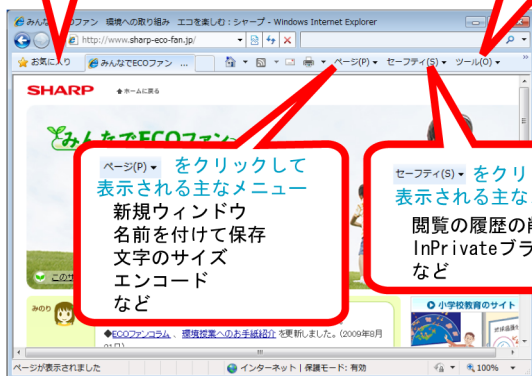 みんなでECOファン 環境への取り組み エコを楽しむ：シャープ - Windows Internet Explorer
http://www.sharp-eco-fan.jp/
お気に入り みんなでECOファン ... ページ(P) セーフティ(S) ツール(O)
SHARP ホームに戻る
みんなでECOファン
ページ(P) をクリックして
表示される主なメニュー
新規ウィンドウ
名前を付けて保存
文字のサイズ
エンコード
など
セーフティ(S) をクリ
表示される主な
閲覧の履歴の
InPrivateブラ
など
このサ
みのり
小学校教育のサイト
◆ECOファンコラム、環境授業へのお手紙紹介 を更新しました。(2009年8月
ページが表示されました インターネット | 保護モード: 有効 100%